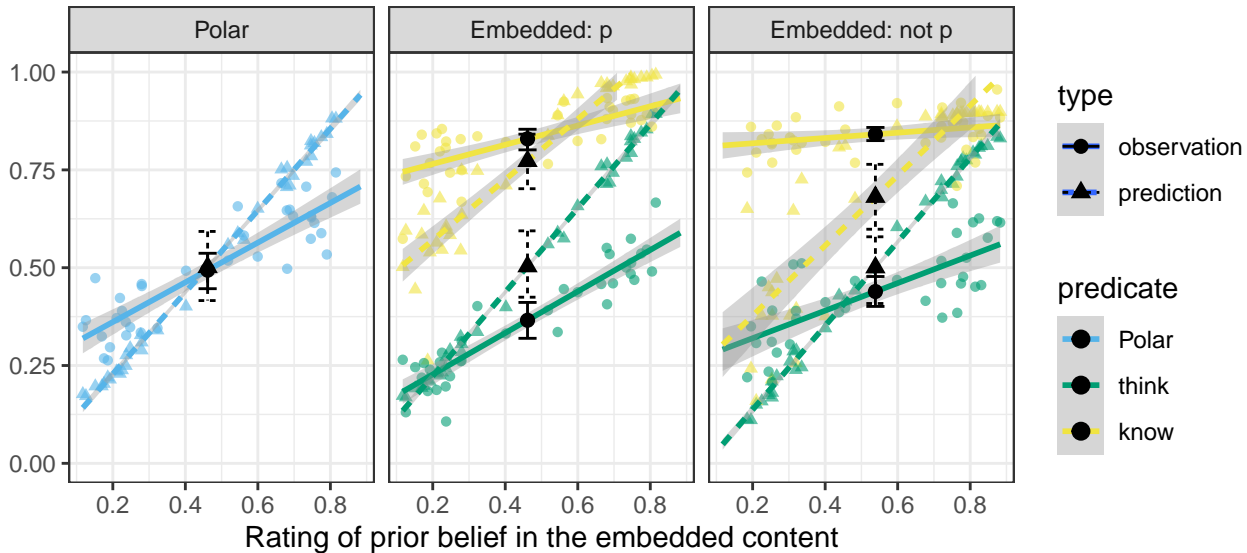 Polar
Embedded: p
Embedded: not p
1.00
0.75
0.50
0.25
0.00
0.2 0.4 0.6 0.8
0.2 0.4 0.6 0.8
0.2 0.4 0.6 0.8
Rating of prior belief in the embedded content
type
observation
prediction
predicate
Polar
think
know